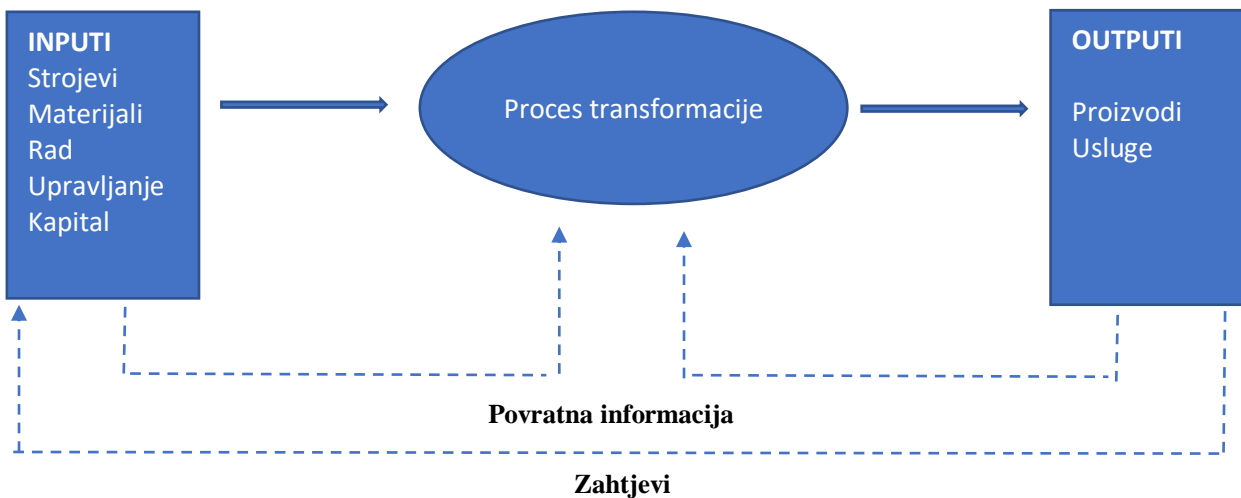 INPUTI
Strojevi
Materijali
Rad
Upravljanje
Kapital
Proces transformacije
OUTPUTI
Proizvodi
Usluge
Povratna informacija
Zahtjevi